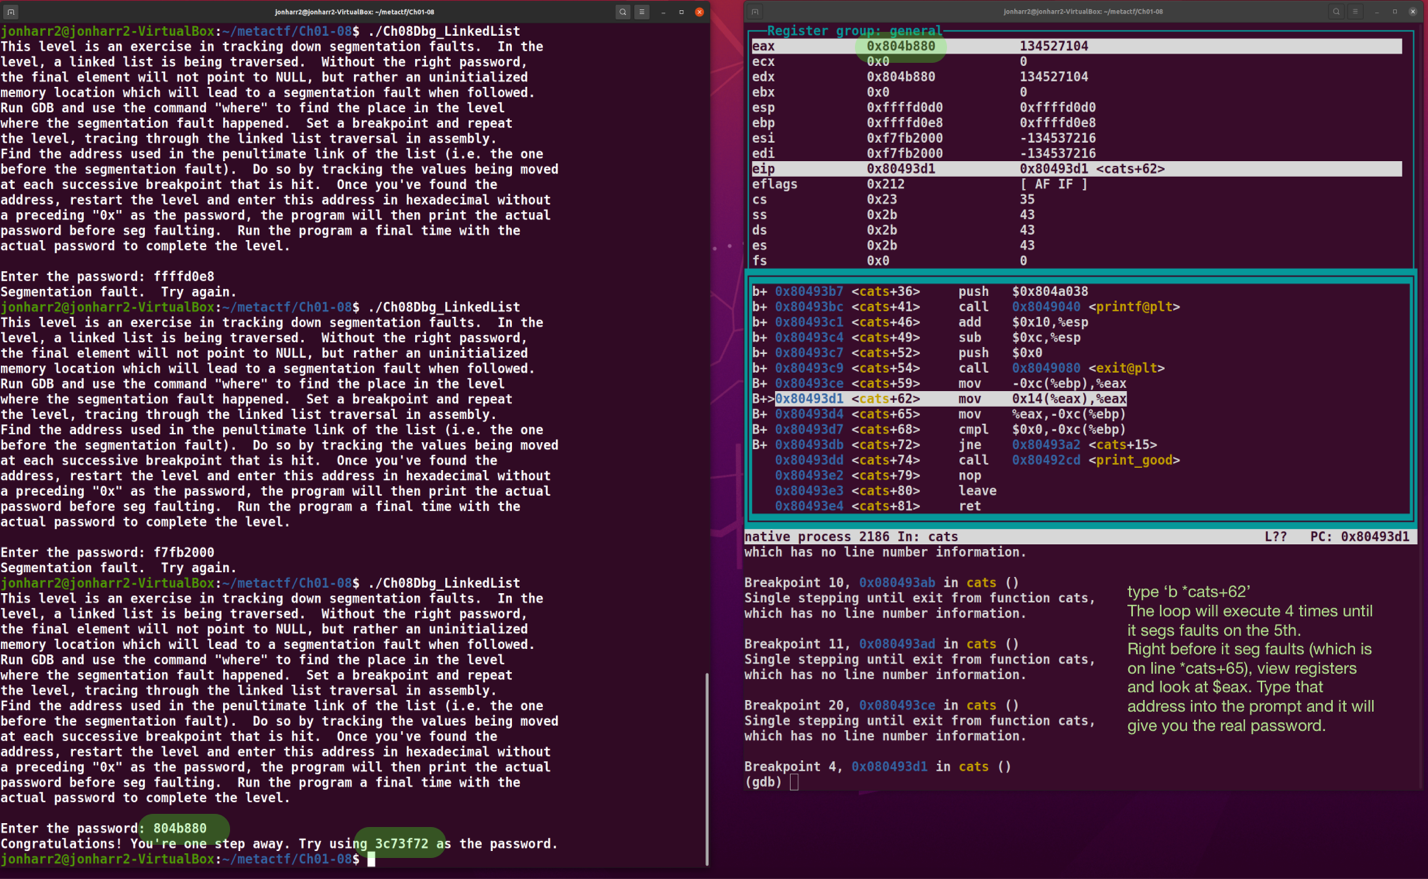 jonharr2@jonharr2-VirtualBox: ~/metactf/Ch01-08
jonharr2@jonharr2-VirtualBox:~/metactf/Ch01-08$ ./Ch08Dbg_LinkedList
This level is an exercise in tracking down segmentation faults.  In the
level, a linked list is being traversed.  Without the right password,
the final element will not point to NULL, but rather an uninitialized
memory location which will lead to a segmentation fault when followed.
Run GDB and use the command "where" to find the place in the level
where the segmentation fault happened.  Set a breakpoint and repeat
the level, tracing through the linked list traversal in assembly.
Find the address used in the penultimate link of the list (i.e. the one
before the segmentation fault).  Do so by tracking the values being moved
at each successive breakpoint that is hit.  Once you've found the
address, restart the level and enter this address in hexadecimal without
a preceding "0x" as the password, the program will then print the actual
password before seg faulting.  Run the program a final time with the
actual password to complete the level.
Enter the password: ffffd0e8
Segmentation fault.  Try again.
jonharr2@jonharr2-VirtualBox:~/metactf/Ch01-08$ ./Ch08Dbg_LinkedList
This level is an exercise in tracking down segmentation faults.  In the
level, a linked list is being traversed.  Without the right password,
the final element will not point to NULL, but rather an uninitialized
memory location which will lead to a segmentation fault when followed.
Run GDB and use the command "where" to find the place in the level
where the segmentation fault happened.  Set a breakpoint and repeat
the level, tracing through the linked list traversal in assembly.
Find the address used in the penultimate link of the list (i.e. the one
before the segmentation fault).  Do so by tracking the values being moved
at each successive breakpoint that is hit.  Once you've found the
address, restart the level and enter this address in hexadecimal without
a preceding "0x" as the password, the program will then print the actual
password before seg faulting.  Run the program a final time with the
actual password to complete the level.
Enter the password: f7fb2000
Segmentation fault.  Try again.
jonharr2@jonharr2-VirtualBox:~/metactf/Ch01-08$ ./Ch08Dbg_LinkedList
This level is an exercise in tracking down segmentation faults.  In the
level, a linked list is being traversed.  Without the right password,
the final element will not point to NULL, but rather an uninitialized
memory location which will lead to a segmentation fault when followed.
Run GDB and use the command "where" to find the place in the level
where the segmentation fault happened.  Set a breakpoint and repeat
the level, tracing through the linked list traversal in assembly.
Find the address used in the penultimate link of the list (i.e. the one
before the segmentation fault).  Do so by tracking the values being moved
at each successive breakpoint that is hit.  Once you've found the
address, restart the level and enter this address in hexadecimal without
a preceding "0x" as the password, the program will then print the actual
password before seg faulting.  Run the program a final time with the
actual password to complete the level.
Enter the password: 804b880
Congratulations! You're one step away. Try using 3c73f72 as the password.
jonharr2@jonharr2-VirtualBox:~/metactf/Ch01-08$
jonharr2@jonharr2-VirtualBox: ~/metactf/Ch01-08
Register group: general
eax 0x804b880 134527104
ecx 0x0 0
edx 0x804b880 134527104
ebx 0x0 0
esp 0xffffd0d0 0xffffd0d0
ebp 0xffffd0e8 0xffffd0e8
esi 0xf7fb2000 -134537216
edi 0xf7fb2000 -134537216
eip 0x80493d1 0x80493d1 <cats+62>
eflags 0x212 [ AF IF ]
cs 0x23 35
ss 0x2b 43
ds 0x2b 43
es 0x2b 43
fs 0x0 0
b+ 0x80493b7 <cats+36> push $0x804a038
b+ 0x80493bc <cats+41> call 0x8049040 <printf@plt>
b+ 0x80493c1 <cats+46> add $0x10,%esp
b+ 0x80493c4 <cats+49> sub $0xc,%esp
b+ 0x80493c7 <cats+52> push $0x0
b+ 0x80493c9 <cats+54> call 0x8049080 <exit@plt>
B+ 0x80493ce <cats+59> mov -0xc(%ebp),%eax
B+>0x80493d1 <cats+62> mov 0x14(%eax),%eax
B+ 0x80493d4 <cats+65> mov %eax,-0xc(%ebp)
B+ 0x80493d7 <cats+68> cmpl $0x0,-0xc(%ebp)
B+ 0x80493db <cats+72> jne 0x80493a2 <cats+15>
0x80493dd <cats+74> call 0x80492cd <print_good>
0x80493e2 <cats+79> nop
0x80493e3 <cats+80> leave
0x80493e4 <cats+81> ret
native process 2186 In: cats L?? PC: 0x80493d1
which has no line number information.
Breakpoint 10, 0x080493ab in cats ()
Single stepping until exit from function cats,
which has no line number information.
Breakpoint 11, 0x080493ad in cats ()
Single stepping until exit from function cats,
which has no line number information.
Breakpoint 20, 0x080493ce in cats ()
Single stepping until exit from function cats,
which has no line number information.
Breakpoint 4, 0x080493d1 in cats ()
(gdb)
type ‘b *cats+62’
The loop will execute 4 times until
it segs faults on the 5th.
Right before it seg faults (which is
on line *cats+65), view registers
and look at $eax. Type that
address into the prompt and it will
give you the real password.